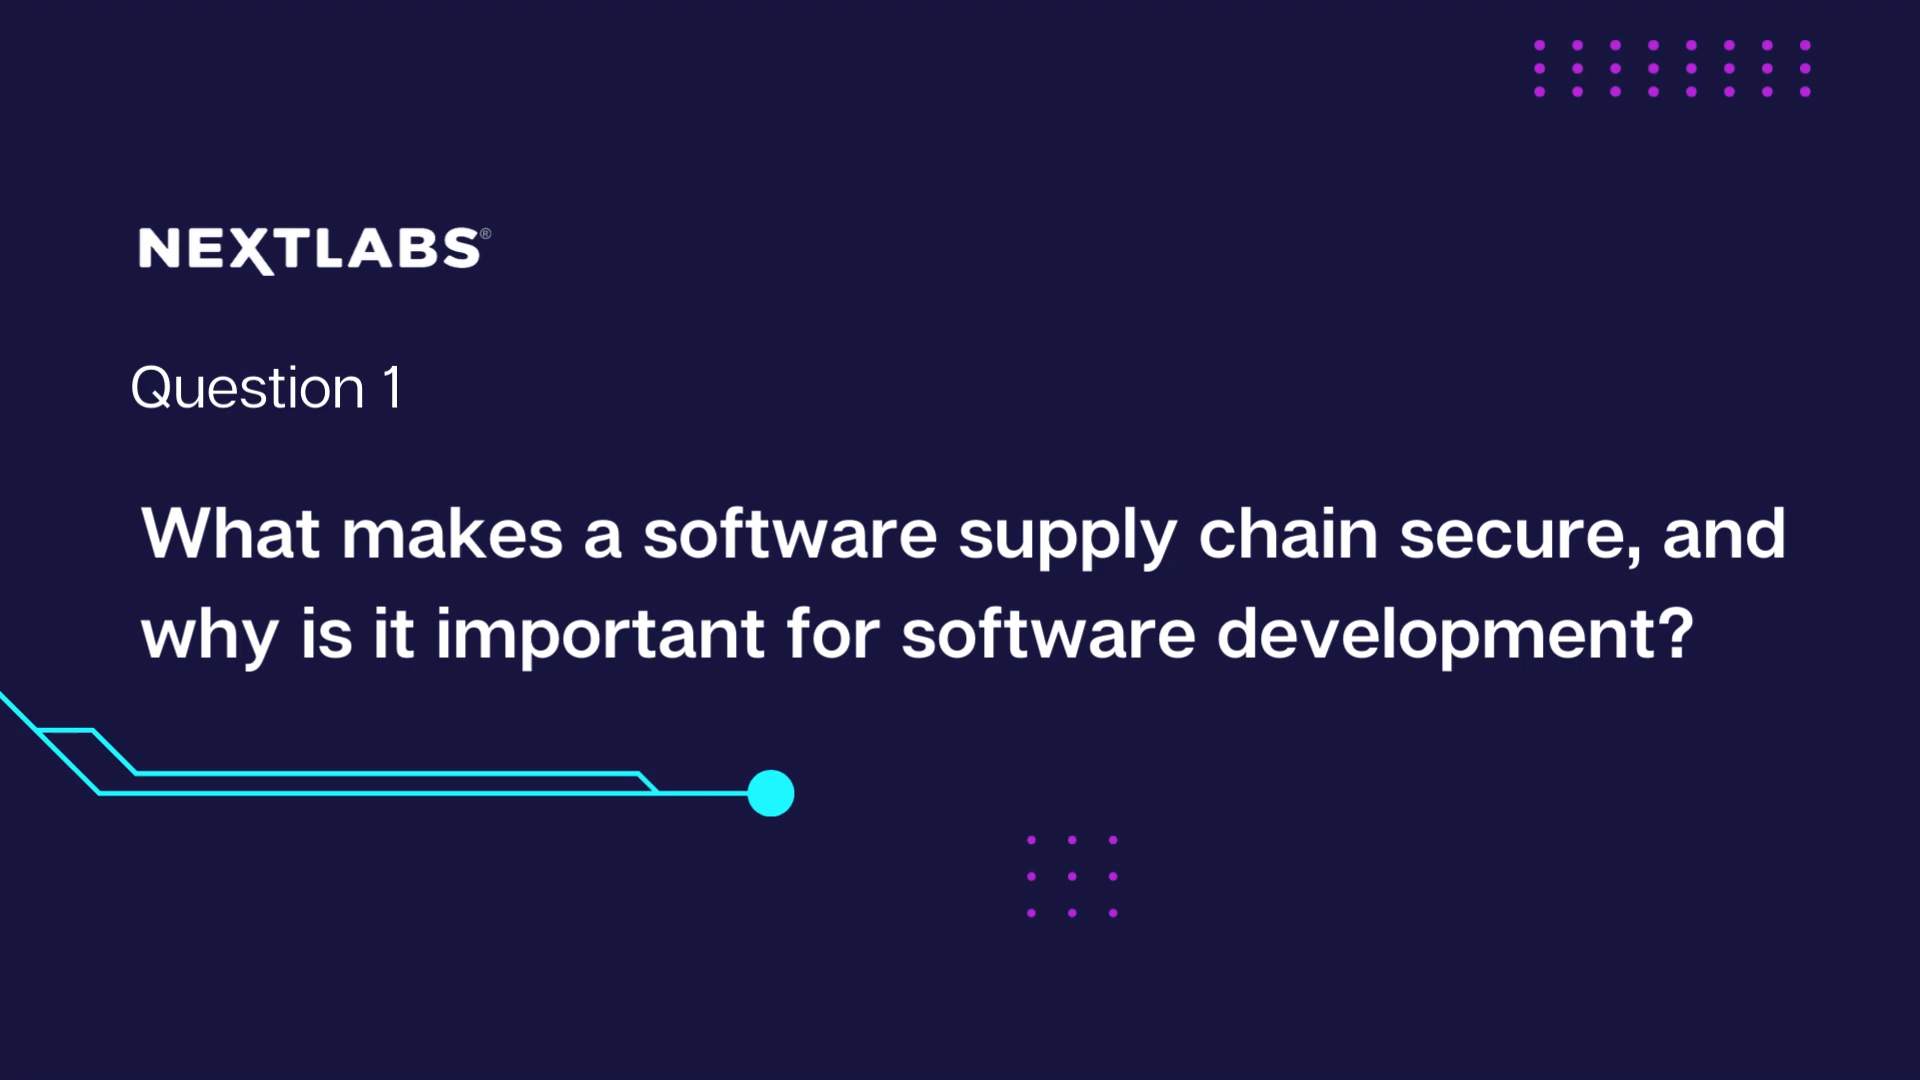 NEXTLABS®
Question 1
What makes a software supply chain secure, and
why is it important for software development?